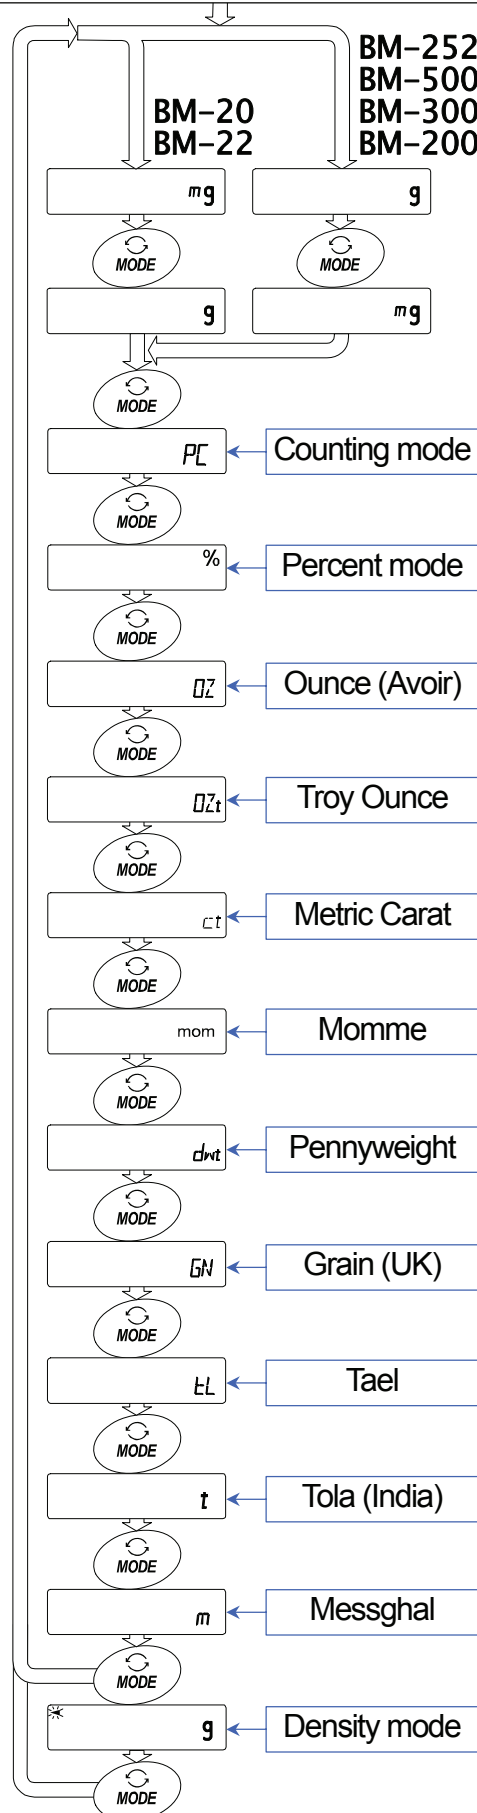 BM-252
BM-500
BM-300
BM-200
BM-20
BM-22
mg
g
MODE
MODE
g
mg
MODE
PC
Counting mode
MODE
%
Percent mode
MODE
OZ
Ounce (Avoir)
MODE
OZt
Troy Ounce
MODE
ct
Metric Carat
MODE
mom
Momme
MODE
dwt
Pennyweight
MODE
GN
Grain (UK)
MODE
tL
Tael
MODE
t
Tola (India)
MODE
m
Messghal
MODE
g
Density mode
MODE